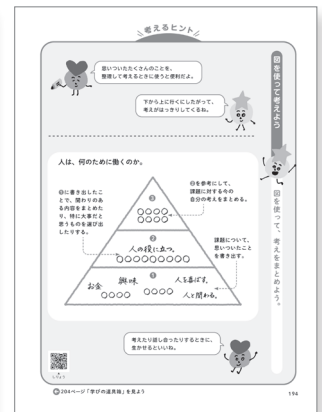 考えるヒント
図を使って考えよう
図を使って、考えをまとめよう。
思いついたたくさんのことを、
整理して考えるときに使うと便利だよ。
下から上に行くにしたがって、
考えがはっきりしてくるね。
人は、何のために働くのか。
②に書き出したこ
とで、関わりのあ
る内容をまとめた
り、特に大事だと
思うものを選び出
したりする。
②を参考にして、
課題に対する今の
自分の考えをまとめる。
③
〇〇〇〇
〇〇〇〇
②
人の役に立つ。
〇〇〇〇〇〇〇〇〇
課題について、
思いついたこと
を書き出す。
①
お金
趣味
人を喜ばす。
〇〇〇〇
〇〇〇〇
人と関わる。
考えたり話し合ったりするときに、
生かせるといいね。
204ページ「学びの道具箱」を見よう
194